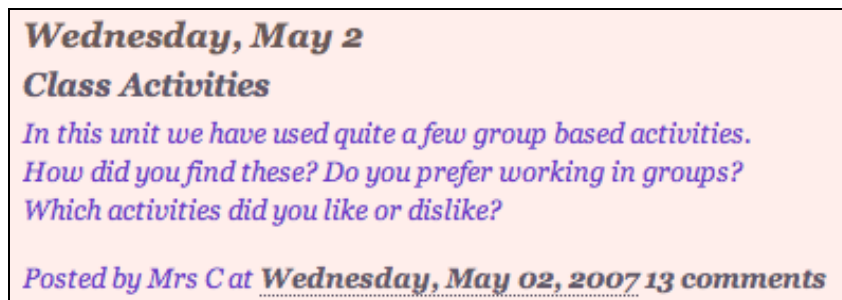 Wednesday, May 2
Class Activities
In this unit we have used quite a few group based activities.
How did you find these? Do you prefer working in groups?
Which activities did you like or dislike?
Posted by Mrs C at Wednesday, May 02, 2007 13 comments